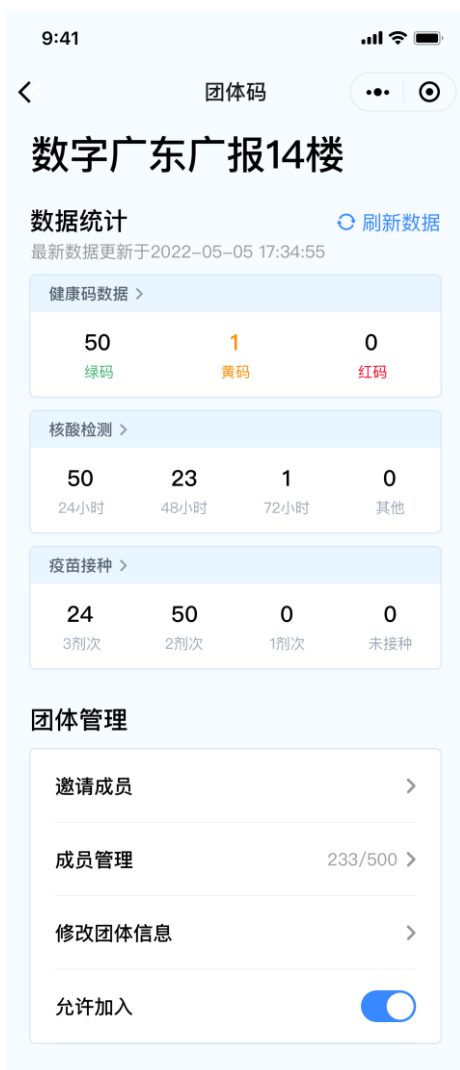 9:41
团体码
数字广东广报14楼
数据统计 刷新数据
最新数据更新于2022-05-05 17:34:55
健康码数据
50 1 0
绿码 黄码 红码
核酸检测
50 23 1 0
24小时 48小时 72小时 其他
疫苗接种
24 50 0 0
3剂次 2剂次 1剂次 未接种
团体管理
邀请成员
成员管理 233/500
修改团体信息
允许加入